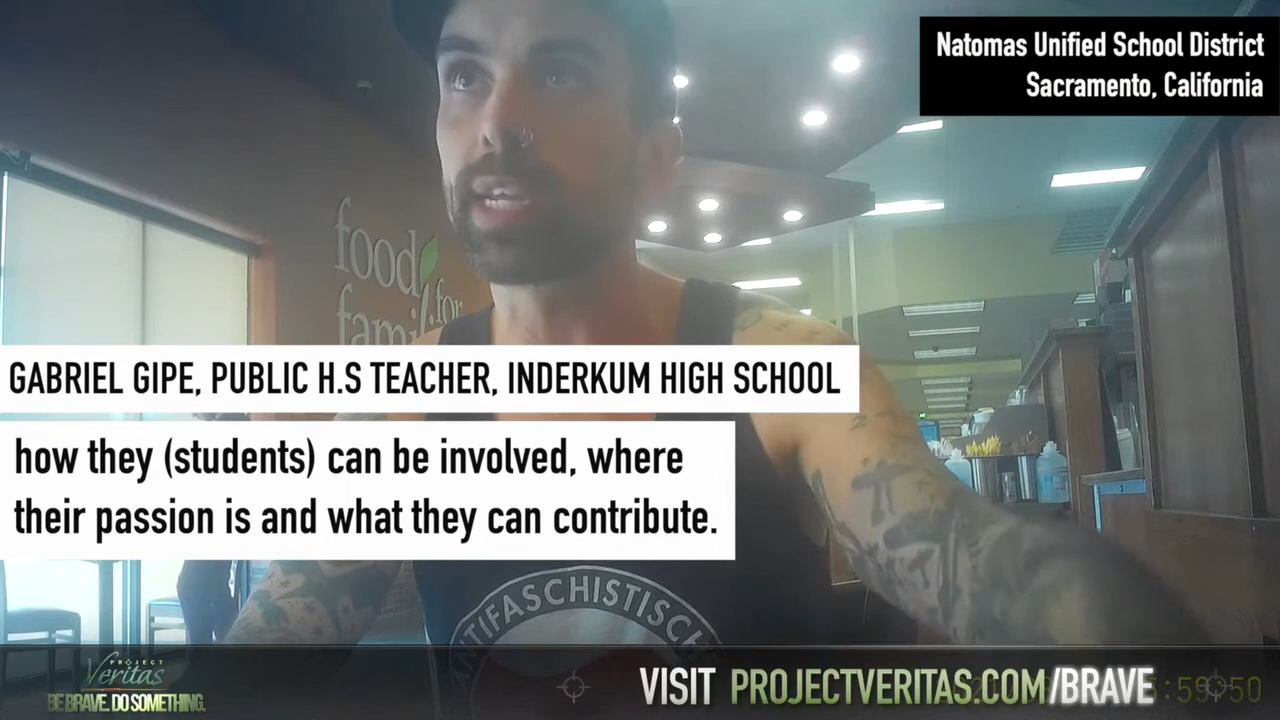 Natomas Unified School District
Sacramento, California
food
for
GABRIEL GIPE, PUBLIC H.S TEACHER, INDERKUM HIGH SCHOOL
how they (students) can be involved, where
their passion is and what they can contribute.
PROJECT
Veritas
BE BRAVE. DO SOMETHING.
VISIT PROJECTVERITAS.COM/BRAVE